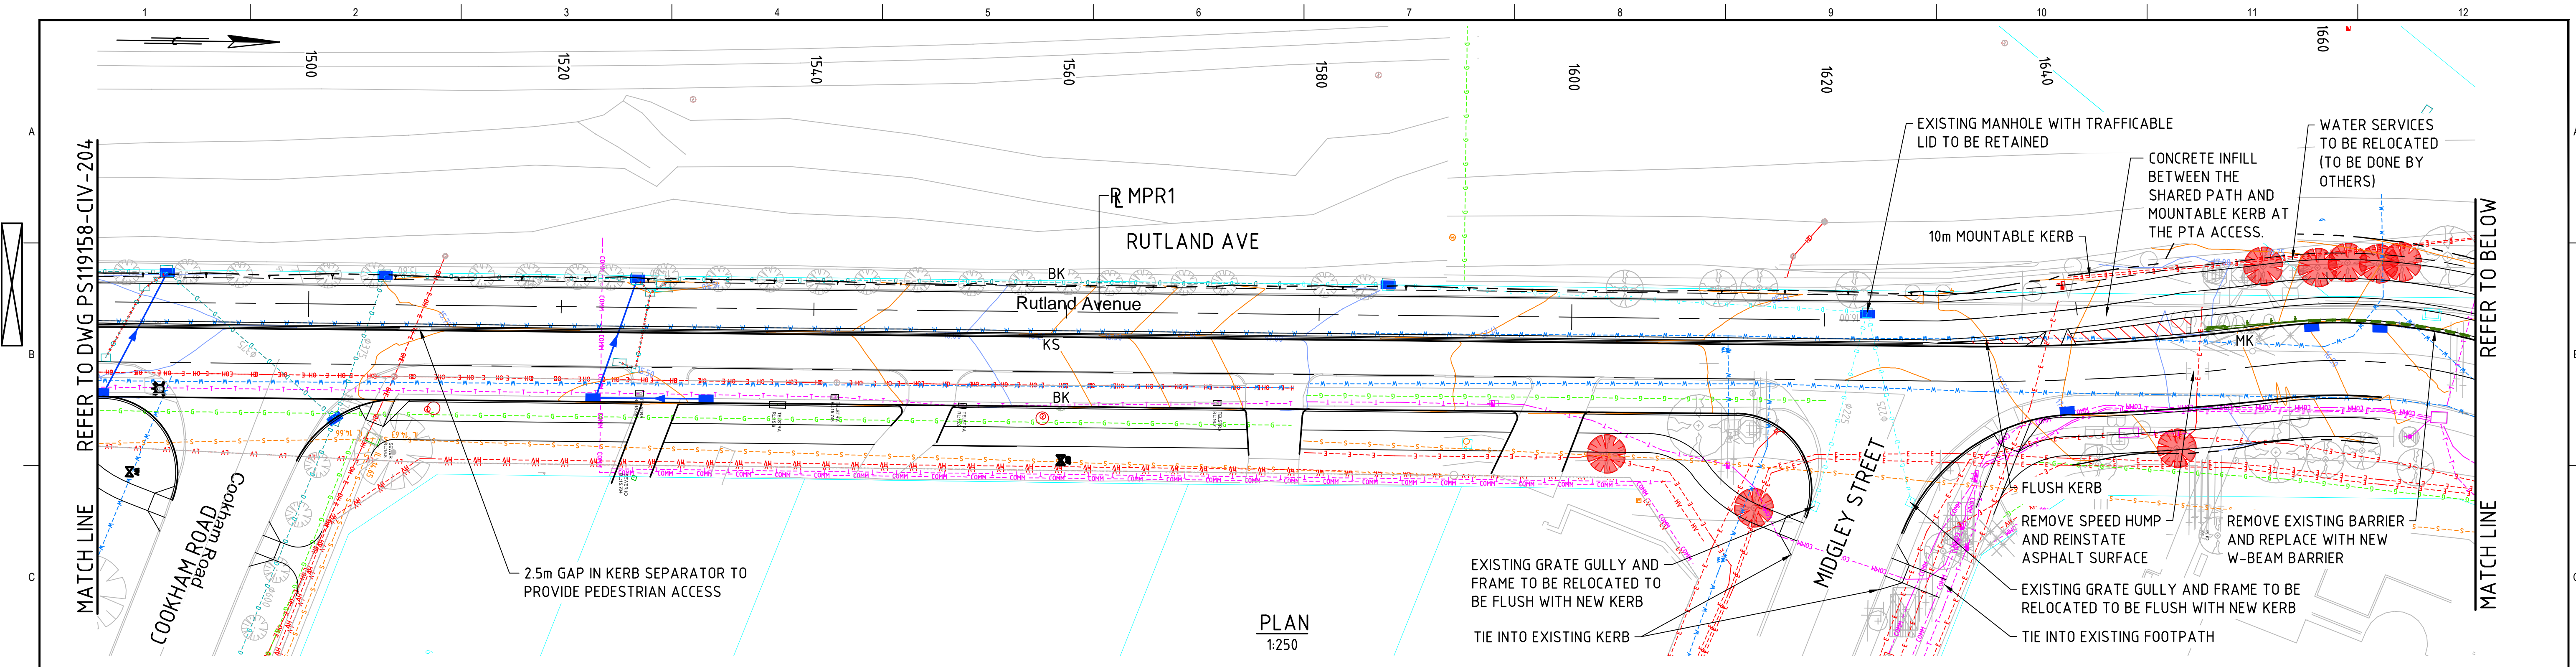 1 2 3 4 5 6 7 8 9 10 11 12
A
B
C
1500
1520
1540
1560
1580
1600
1620
1640
1660
MATCH LINE
REFER TO DWG PS119158-CIV-204
MPR1
RUTLAND AVE
BK
Rutland Avenue
KS
BK
MK
EXISTING MANHOLE WITH TRAFFICABLE
LID TO BE RETAINED
WATER SERVICES
TO BE RELOCATED
(TO BE DONE BY
OTHERS)
CONCRETE INFILL
BETWEEN THE
SHARED PATH AND
MOUNTABLE KERB AT
THE PTA ACCESS.
10m MOUNTABLE KERB
MATCH LINE
REFER TO BELOW
COOKHAM ROAD
Cookham Road
2.5m GAP IN KERB SEPARATOR TO
PROVIDE PEDESTRIAN ACCESS
PLAN
1:250
MIDGLEY STREET
EXISTING GRATE GULLY AND
FRAME TO BE RELOCATED TO
BE FLUSH WITH NEW KERB
TIE INTO EXISTING KERB
FLUSH KERB
REMOVE SPEED HUMP
AND REINSTATE
ASPHALT SURFACE
REMOVE EXISTING BARRIER
AND REPLACE WITH NEW
W-BEAM BARRIER
EXISTING GRATE GULLY AND FRAME TO BE
RELOCATED TO BE FLUSH WITH NEW KERB
TIE INTO EXISTING FOOTPATH